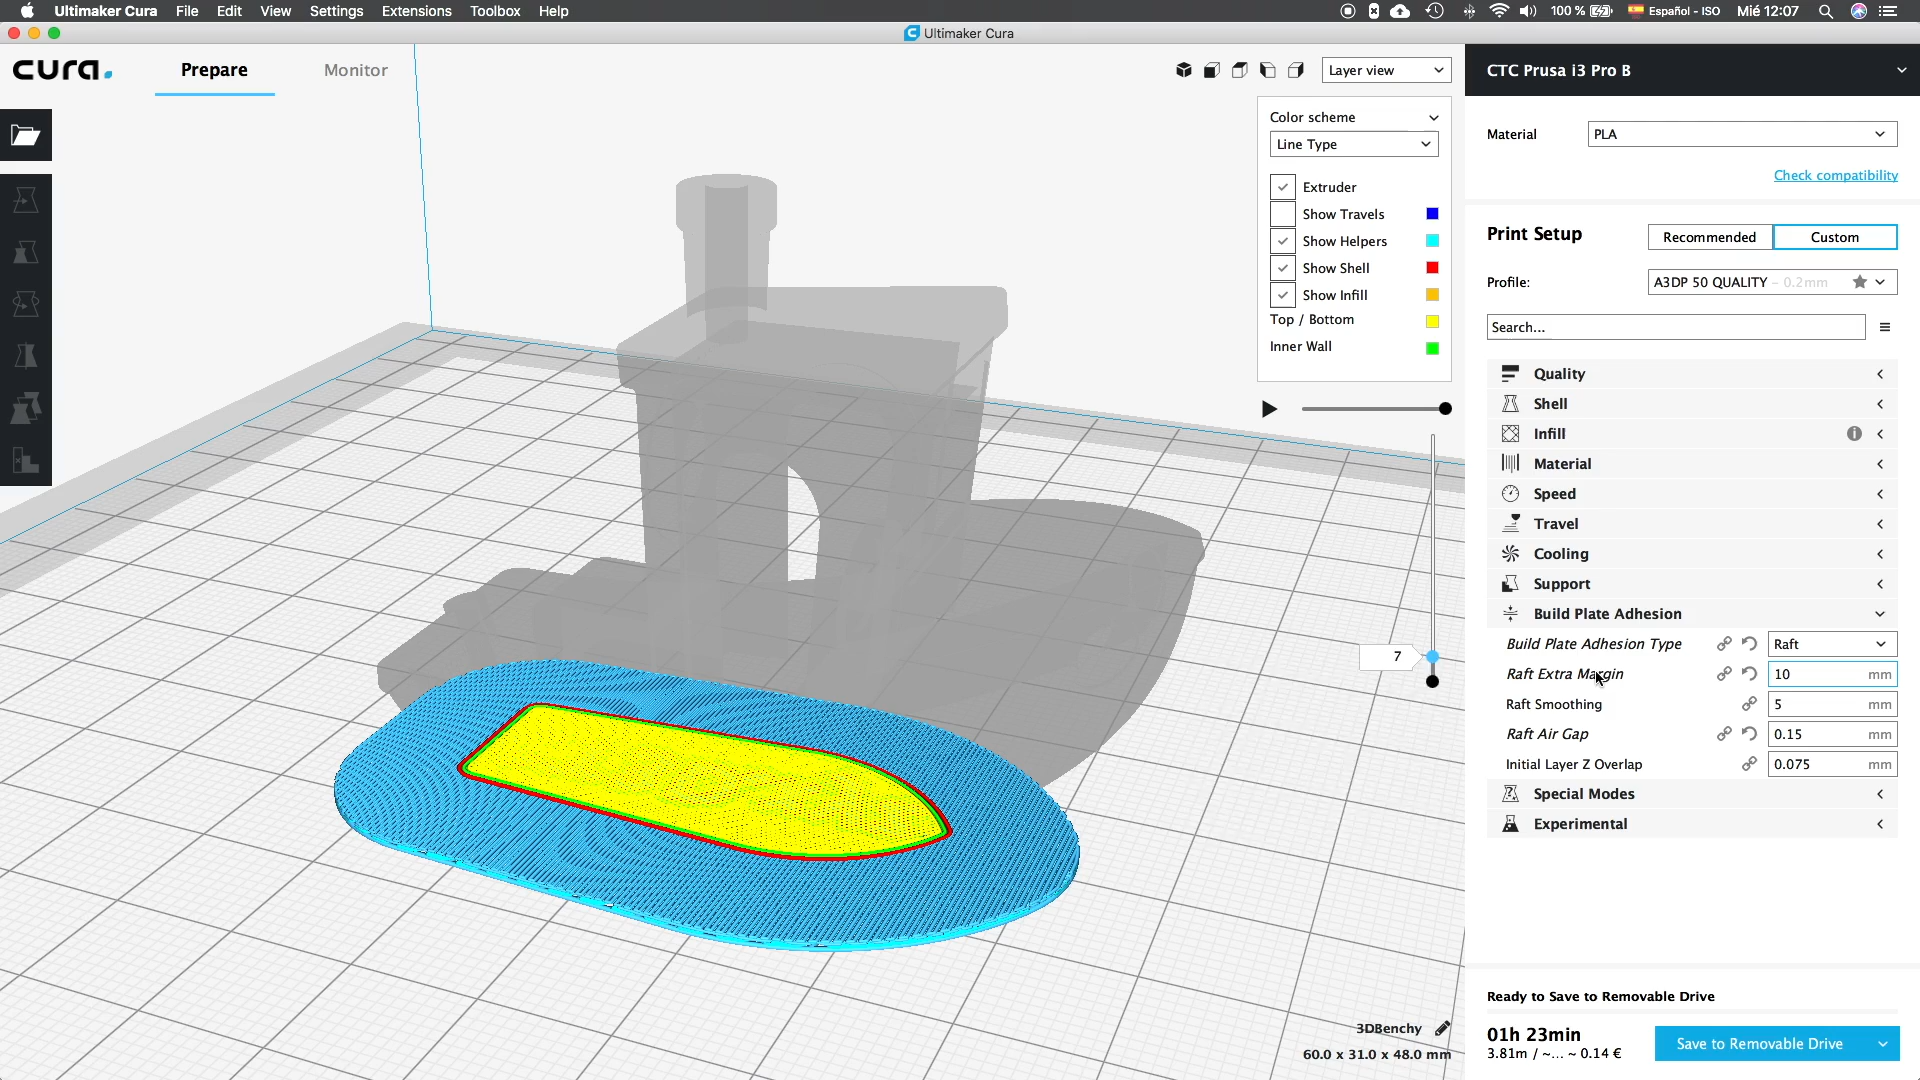 Ultimaker Cura File Edit View Settings Extensions Toolbox Help 100 % Español - ISO Mié 12:07
Ultimaker Cura
cura. Prepare Monitor Layer view CTC Prusa i3 Pro B
Color scheme
Line Type
Extruder
Show Travels
Show Helpers
Show Shell
Show Infill
Top / Bottom
Inner Wall
7
3DBenchy
60.0 x 31.0 x 48.0 mm
Material PLA
Check compatibility
Print Setup Recommended Custom
Profile: A3DP 50 QUALITY - 0.2mm
Search...
Quality
Shell
Infill
Material
Speed
Travel
Cooling
Support
Build Plate Adhesion
Build Plate Adhesion Type Raft
Raft Extra Margin 10 mm
Raft Smoothing 5 mm
Raft Air Gap 0.15 mm
Initial Layer Z Overlap 0.075 mm
Special Modes
Experimental
Ready to Save to Removable Drive
01h 23min
3.81m / ~... ~ 0.14 €
Save to Removable Drive